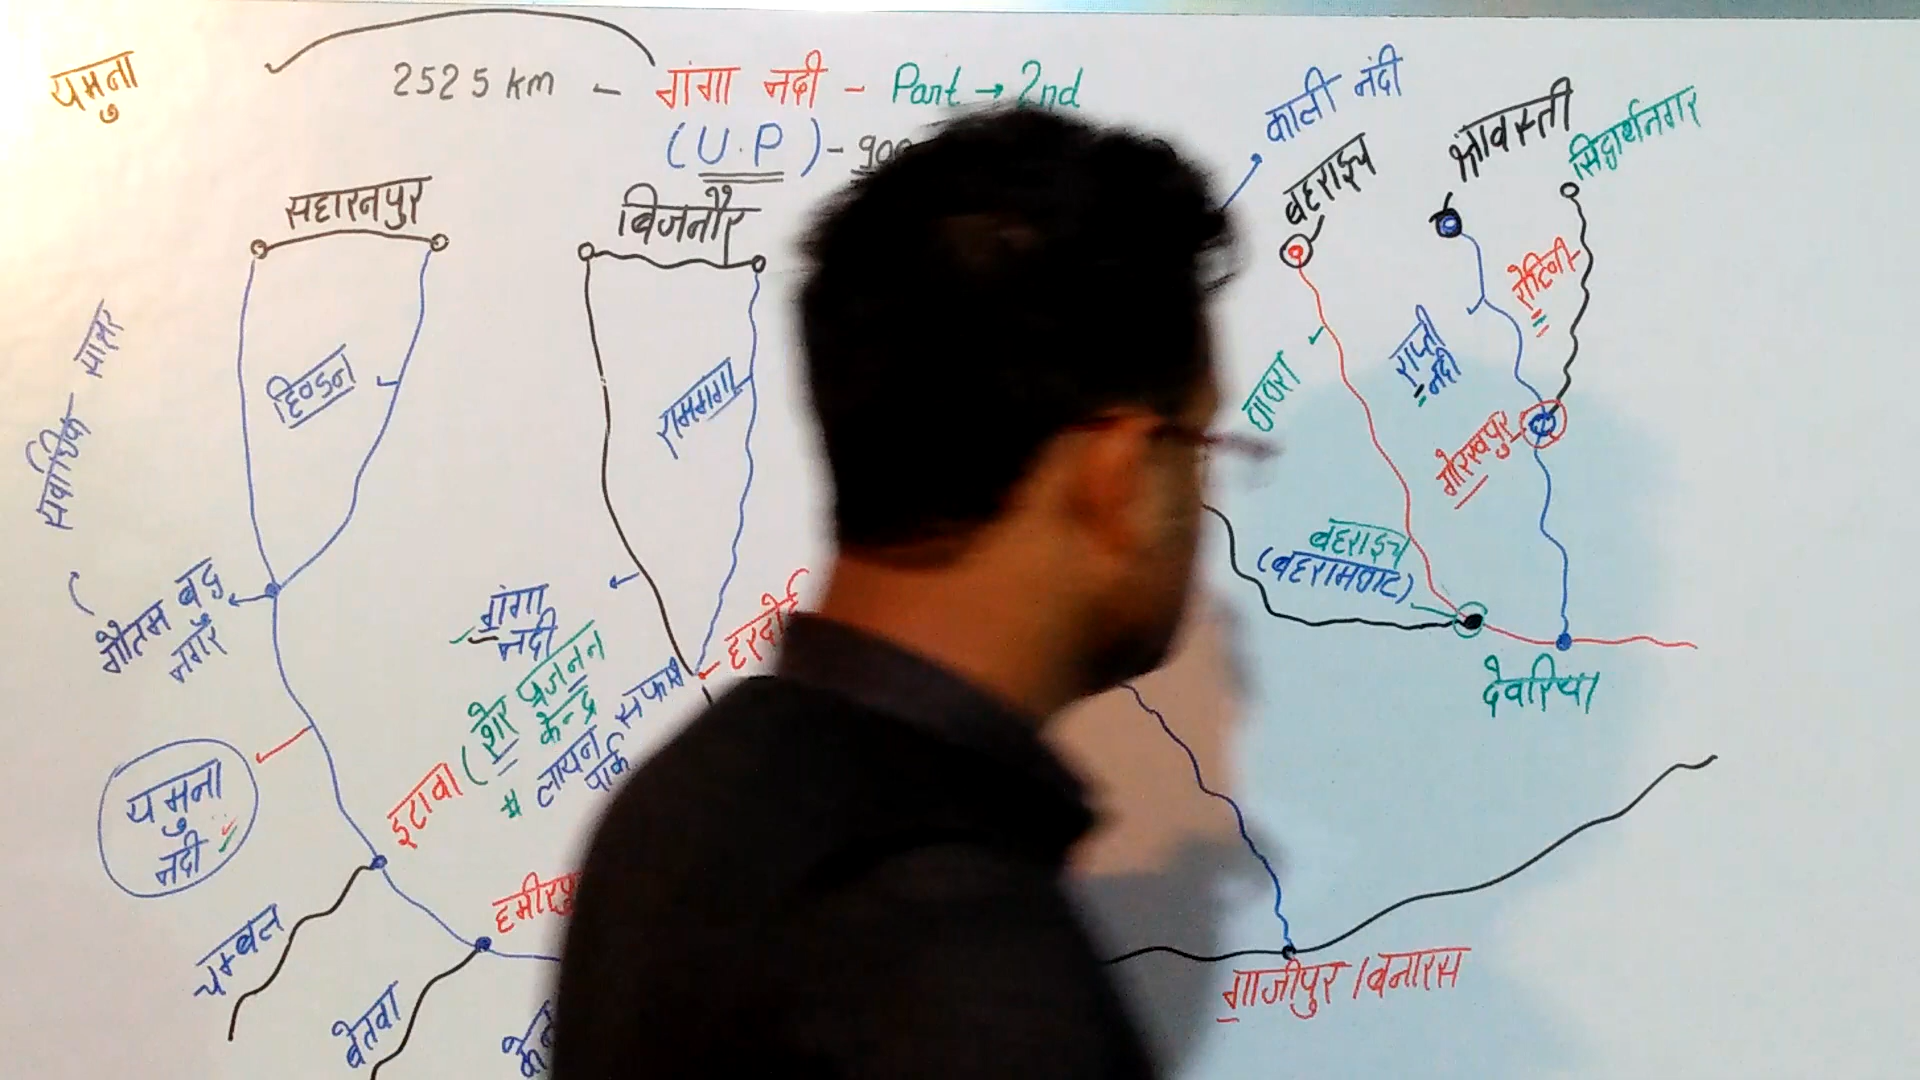 यमुना
2525 km - गंगा नदी - Part → 2nd
(U.P) - 900
काली नदी
बहराइच
श्रावस्ती
सिद्धार्थनगर
सहारनपुर
बिजनौर
हिण्डन
रामगंगा
घाघरा
राप्ती
नदी
गोरखपुर
गौतम बुद्ध
नगर
गंगा
नदी
हरदोई
बहराइच
(बहरामघाट)
देवरिया
यमुना
नदी
इटावा (शेर प्रजनन
केन्द्र
# लायन सफारी
पार्क
चम्बल
बेतवा
गाजीपुर / बनारस